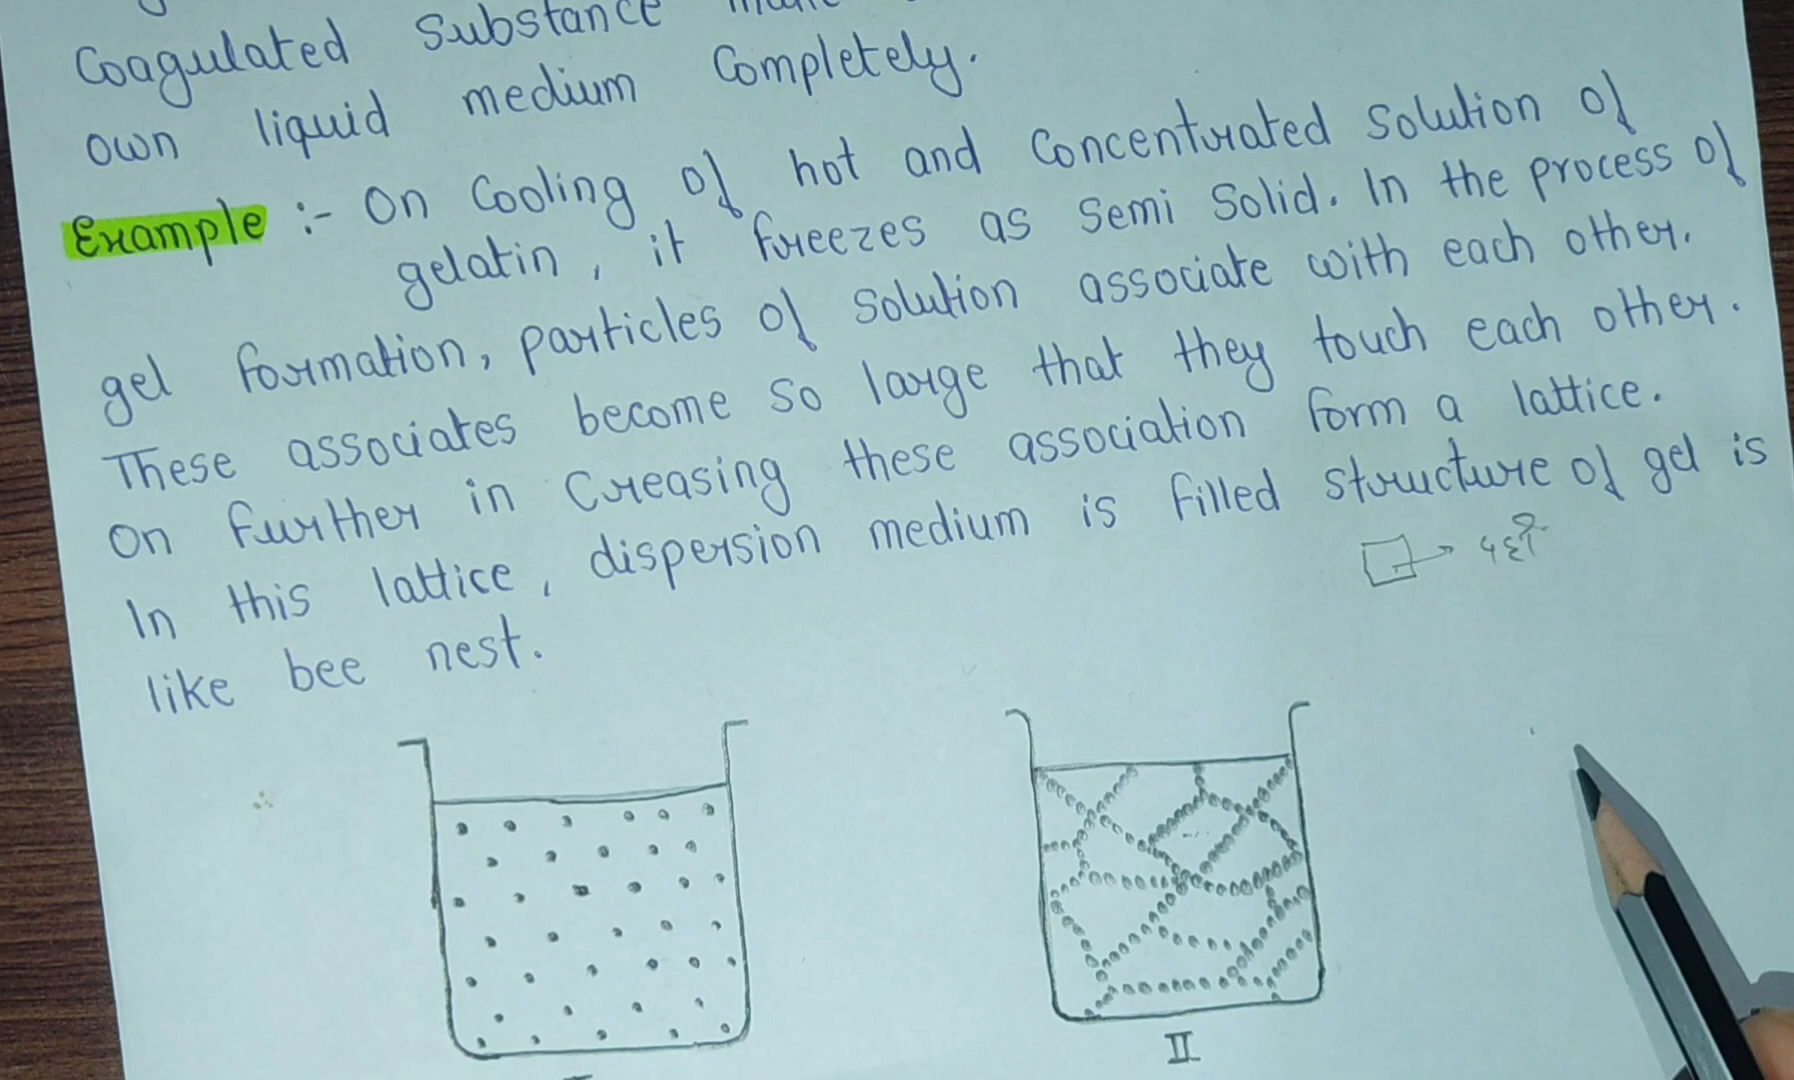 Coagulated Substance
own liquid medium Completely.
Example :- On Cooling of hot and Concentrated Solution of
gelatin, it freezes as Semi Solid. In the process of
gel formation, particles of Solution associate with each other.
These associates become so large that they touch each other.
On further in Creasing these association form a lattice.
In this lattice, dispersion medium is filled structure of gel is
like bee nest.
II